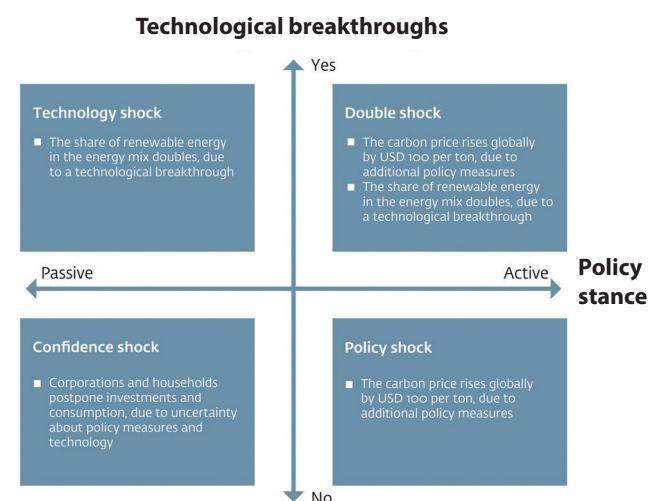 Technological breakthroughs
Yes
Technology shock
■ The share of renewable energy
in the energy mix doubles, due
to a technological breakthrough
Double shock
■ The carbon price rises globally
by USD 100 per ton, due to
additional policy measures
■ The share of renewable energy
in the energy mix doubles, due to
a technological breakthrough
Passive
Active
Policy
stance
Confidence shock
■ Corporations and households
postpone investments and
consumption, due to uncertainty
about policy measures and
technology
Policy shock
■ The carbon price rises globally
by USD 100 per ton, due to
additional policy measures
No